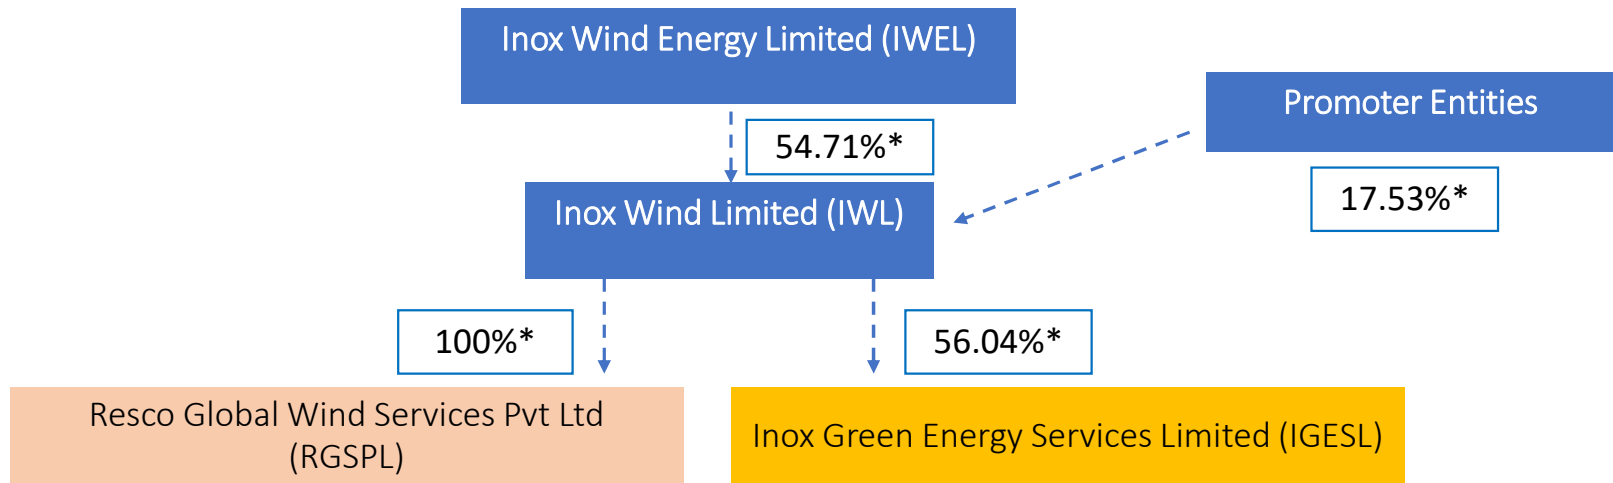 Inox Wind Energy Limited (IWEL)
Promoter Entities
54.71%*
17.53%*
Inox Wind Limited (IWL)
100%*
56.04%*
Resco Global Wind Services Pvt Ltd
(RGSPL)
Inox Green Energy Services Limited (IGESL)